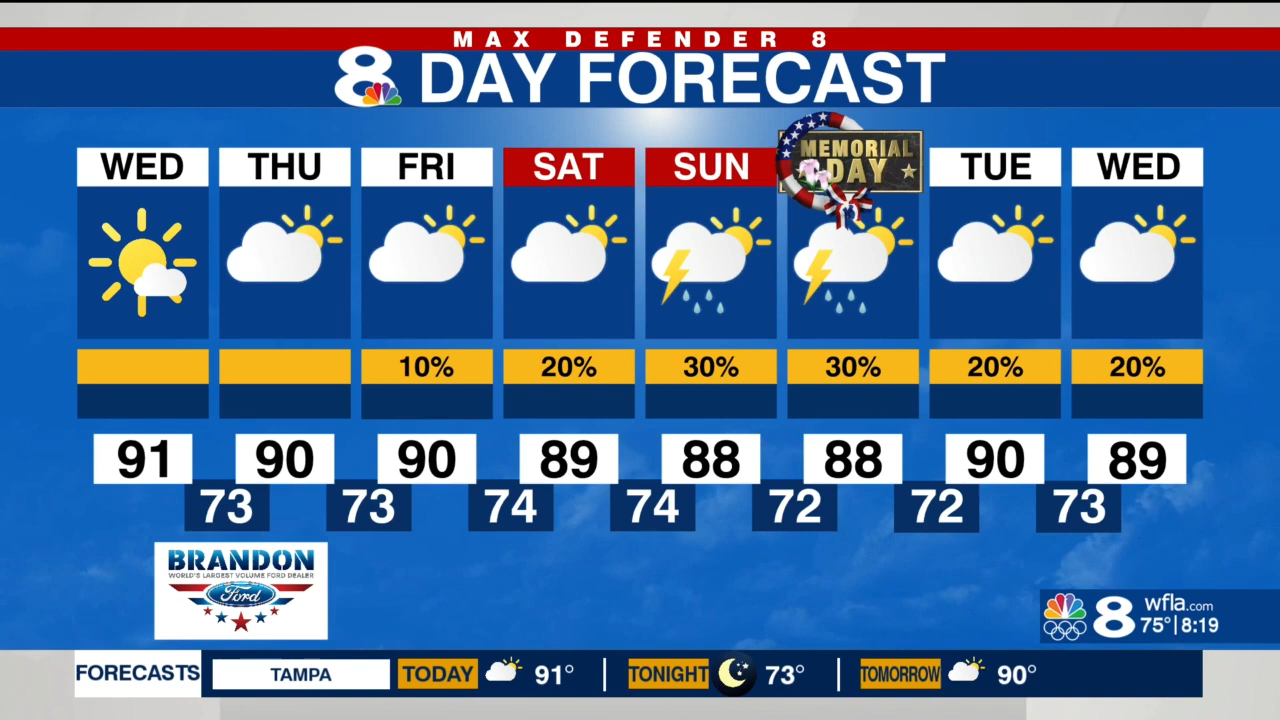 MAX DEFENDER 8
8 DAY FORECAST
WED THU FRI SAT SUN MEMORIAL DAY TUE WED
10% 20% 30% 30% 20% 20%
91 90 90 89 88 88 90 89
73 73 74 74 72 72 73
BRANDON
WORLD'S LARGEST VOLUME FORD DEALER
Ford
8 wfla.com
75° 8:19
FORECASTS TAMPA TODAY 91° TONIGHT 73° TOMORROW 90°